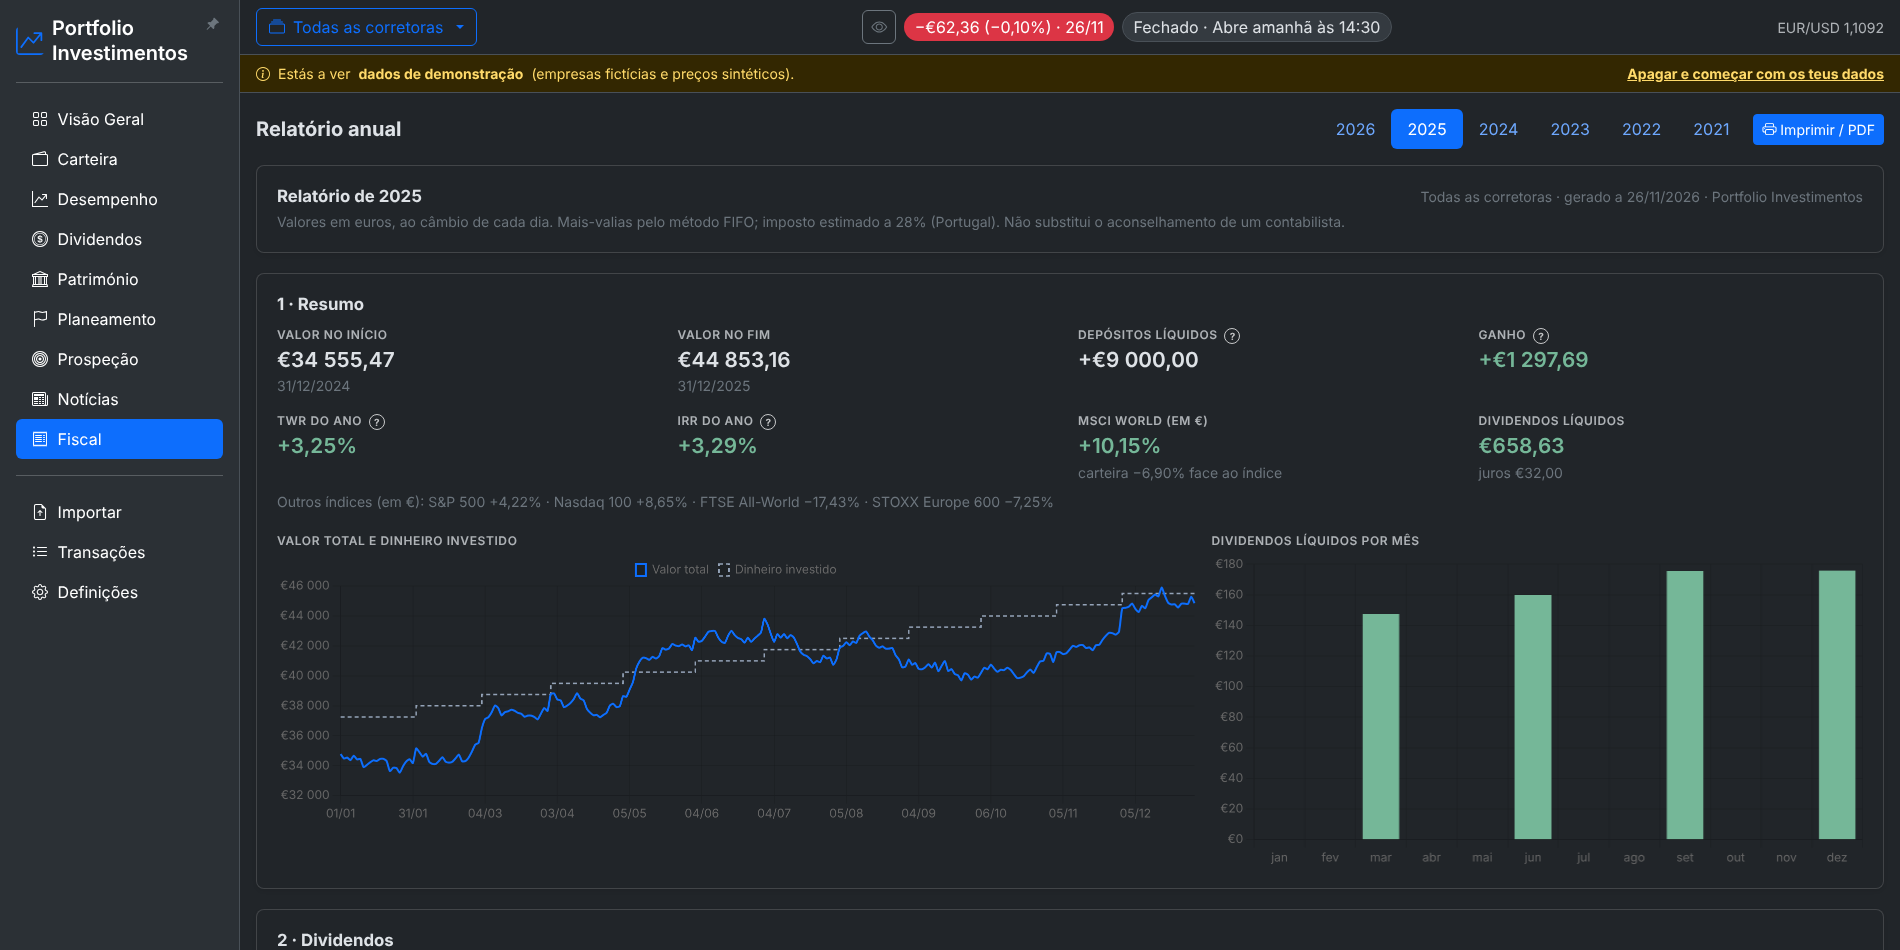 Portfolio
Investimentos
Visão Geral
Carteira
Desempenho
Dividendos
Património
Planeamento
Prospeção
Notícias
Fiscal
Importar
Transações
Definições
Todas as corretoras
−€62,36 (−0,10%) · 26/11
Fechado · Abre amanhã às 14:30
EUR/USD 1,1092
Estás a ver dados de demonstração (empresas fictícias e preços sintéticos).
Apagar e começar com os teus dados
Relatório anual
2026 2025 2024 2023 2022 2021 Imprimir / PDF
Relatório de 2025
Todas as corretoras · gerado a 26/11/2026 · Portfolio Investimentos
Valores em euros, ao câmbio de cada dia. Mais-valias pelo método FIFO; imposto estimado a 28% (Portugal). Não substitui o aconselhamento de um contabilista.
1 · Resumo
VALOR NO INÍCIO
€34 555,47
31/12/2024
VALOR NO FIM
€44 853,16
31/12/2025
DEPÓSITOS LÍQUIDOS ?
+€9 000,00
GANHO ?
+€1 297,69
TWR DO ANO ?
+3,25%
IRR DO ANO ?
+3,29%
MSCI WORLD (EM €)
+10,15%
carteira −6,90% face ao índice
DIVIDENDOS LÍQUIDOS
€658,63
juros €32,00
Outros índices (em €): S&P 500 +4,22% · Nasdaq 100 +8,65% · FTSE All-World −17,43% · STOXX Europe 600 −7,25%
VALOR TOTAL E DINHEIRO INVESTIDO
Valor total Dinheiro investido
€46 000
€44 000
€42 000
€40 000
€38 000
€36 000
€34 000
€32 000
01/01 31/01 04/03 03/04 05/05 04/06 04/07 05/08 04/09 06/10 05/11 05/12
DIVIDENDOS LÍQUIDOS POR MÊS
€180
€160
€140
€120
€100
€80
€60
€40
€20
€0
jan fev mar abr mai jun jul ago set out nov dez
2 · Dividendos